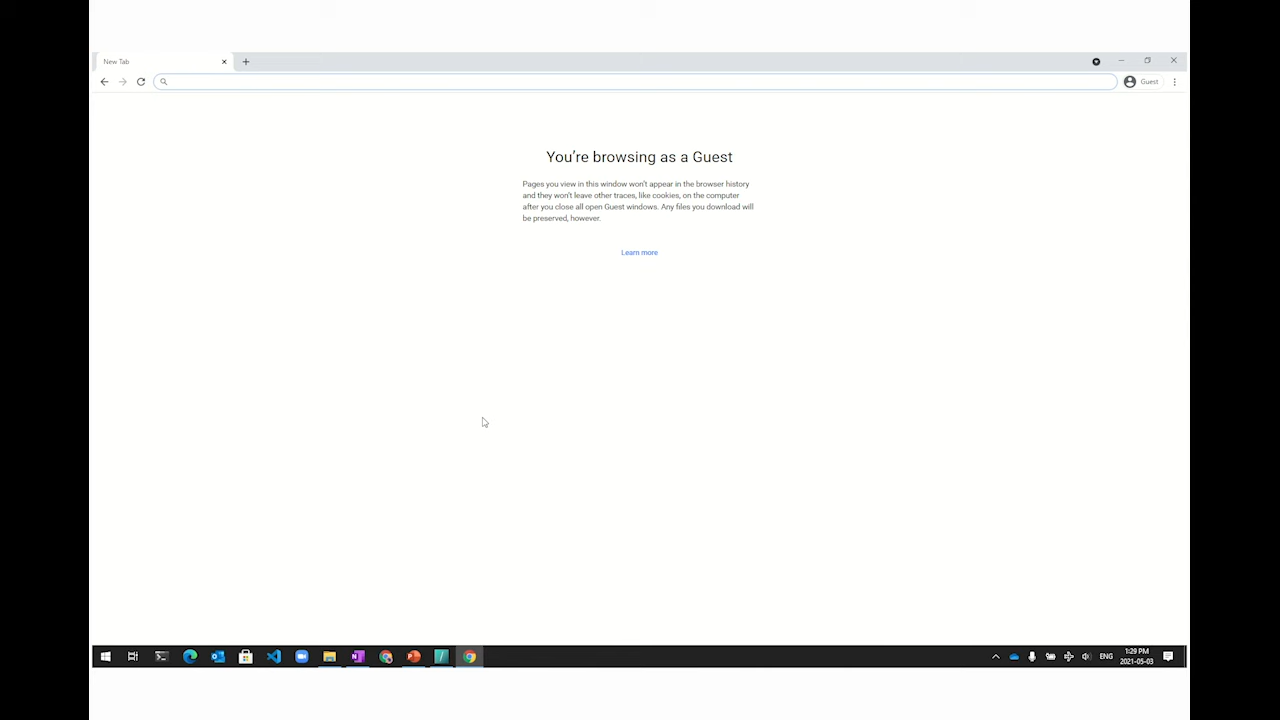 New Tab
Guest
You're browsing as a Guest
Pages you view in this window won't appear in the browser history
and they won't leave other traces, like cookies, on the computer
after you close all open Guest windows. Any files you download will
be preserved, however.
Learn more
ENG
1:29 PM
2021-05-03